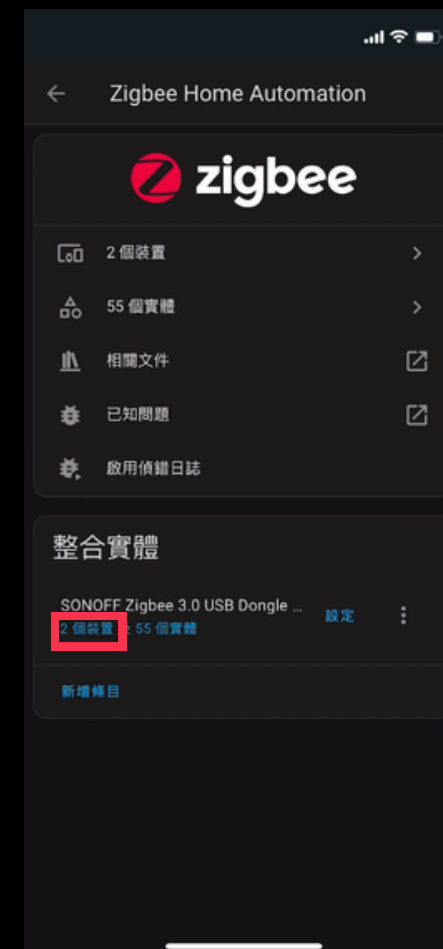 Zigbee Home Automation
zigbee
2 個裝置
55 個實體
相關文件
已知問題
啟用偵錯日誌
整合實體
SONOFF Zigbee 3.0 USB Dongle ...
2 個裝置 55 個實體
設定
新增條目